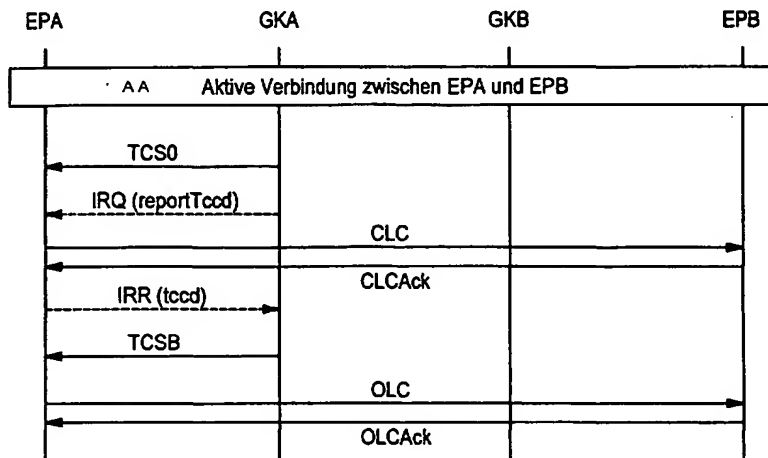 EPA GKA GKB EPB
AA Aktive Verbindung zwischen EPA und EPB
TCS0
IRQ (reportTccd)
CLC
CLCAck
IRR (tccd)
TCSB
OLC
OLCAck